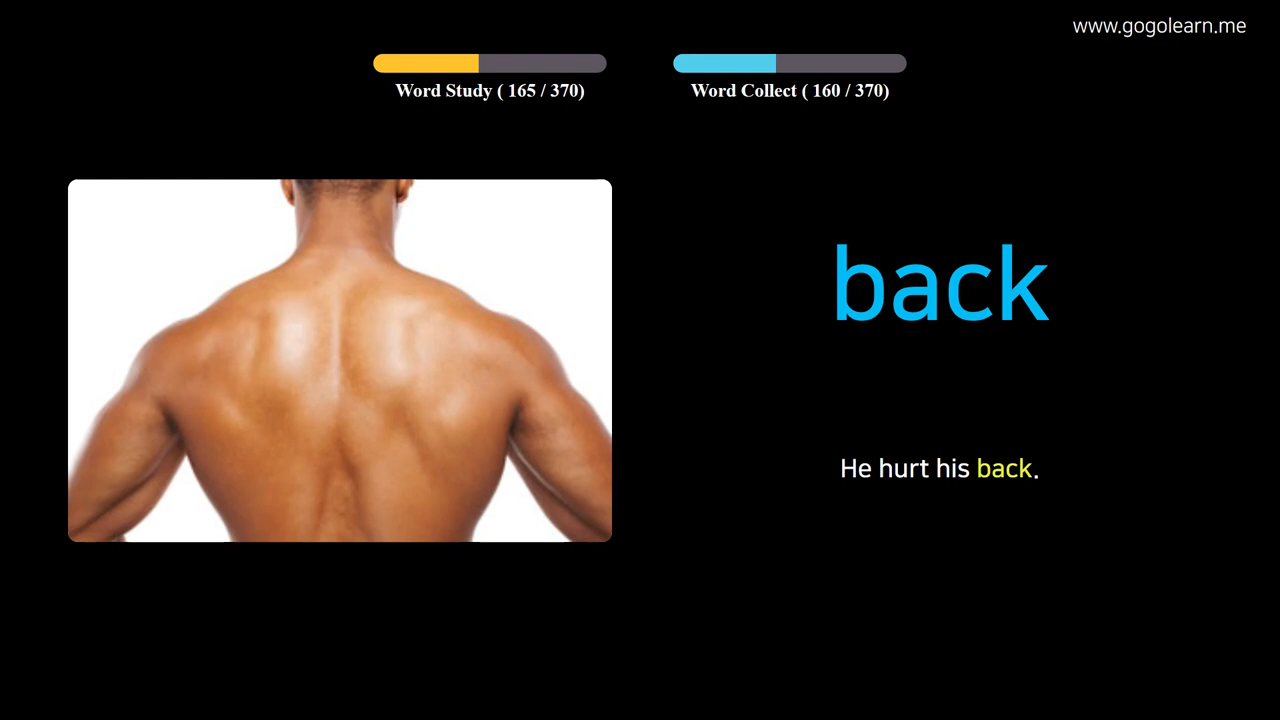 www.gogolearn.me
Word Study ( 165 / 370)
Word Collect ( 160 / 370)
back
He hurt his back.